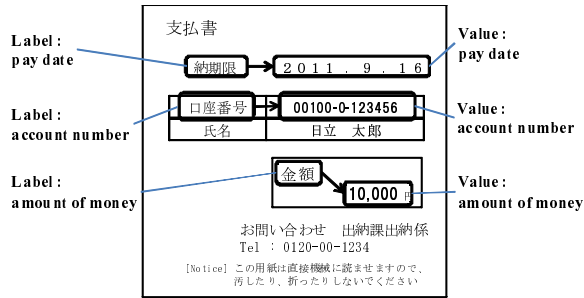 支払書
Label :
pay date
納期限
２０１１．９．１６
Value :
pay date
Label :
account number
口座番号
00100-0-123456
Value :
account number
氏名
日立　太郎
Label :
amount of money
金額
10,000 円
Value :
amount of money
お問い合わせ　出納課出納係
Tel : 0120-00-1234
[Notice] この用紙は直接機械に読ませますので、
汚したり、折ったりしないでください